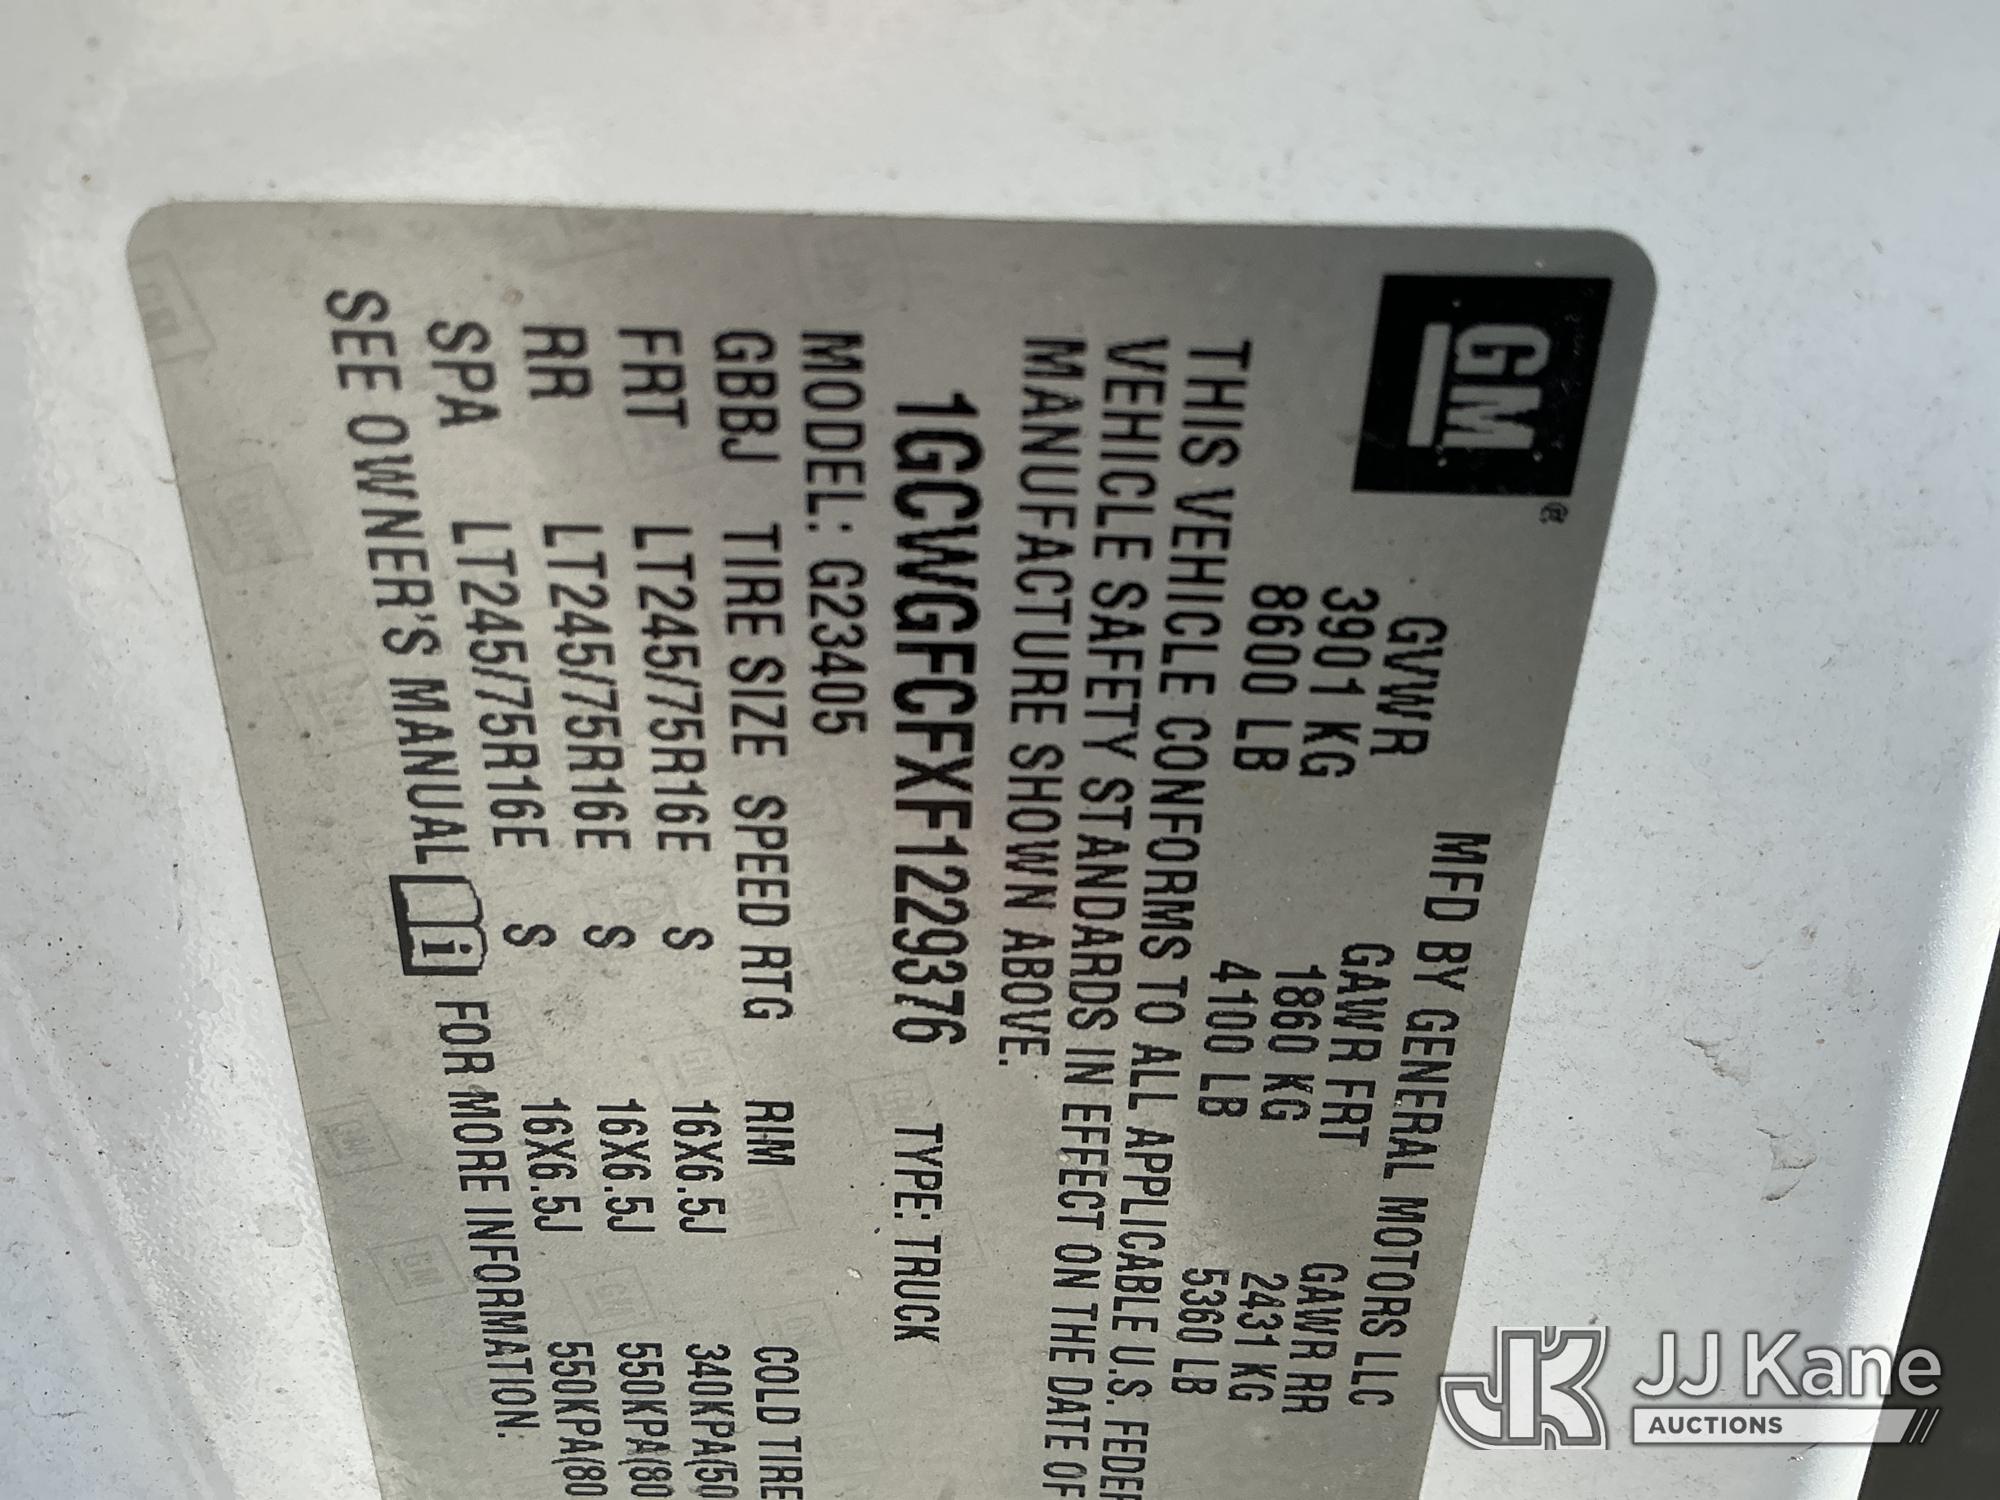 GM®
MFD BY GENERAL MOTORS LLC
GVWR GAWR FRT GAWR RR
3901 KG 1860 KG 2431 KG
8600 LB 4100 LB 5360 LB
THIS VEHICLE CONFORMS TO ALL APPLICABLE U.S. FEDER
VEHICLE SAFETY STANDARDS IN EFFECT ON THE DATE OF
MANUFACTURE SHOWN ABOVE.
1GCWGFCFXF1229376 TYPE: TRUCK
MODEL: G23405
GBBJ TIRE SIZE SPEED RTG RIM COLD TIRE
FRT LT245/75R16E S 16X6.5J 340KPA(50
RR LT245/75R16E S 16X6.5J 550KPA(80
SPA LT245/75R16E S 16X6.5J 550KPA(80
SEE OWNER'S MANUAL i FOR MORE INFORMATION.
JK JJ Kane
AUCTIONS